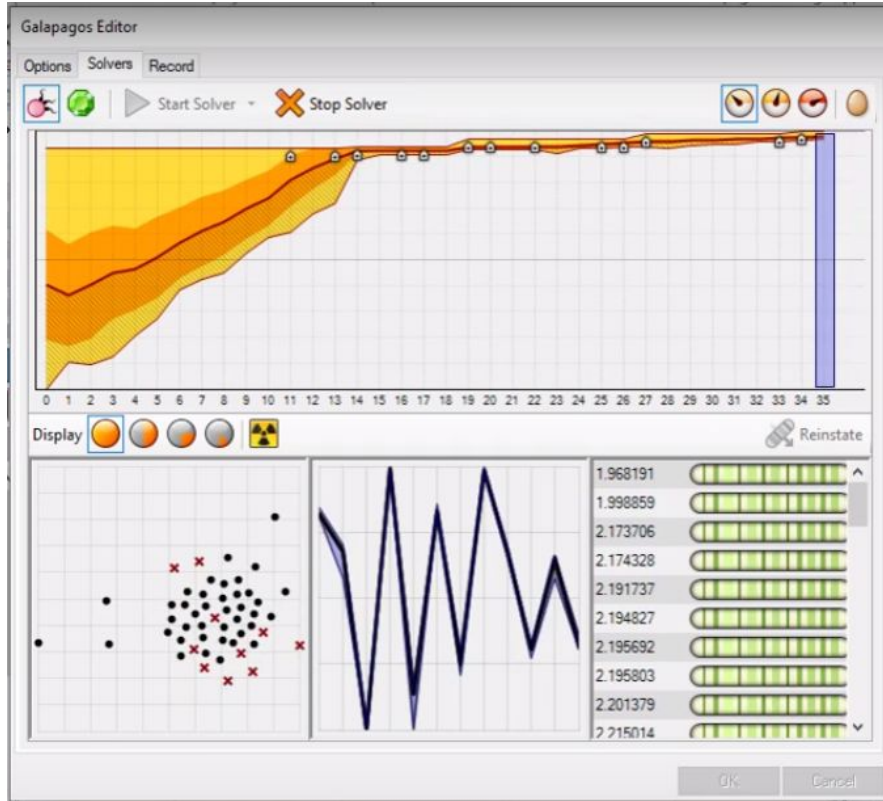 Galapagos Editor
Options Solvers Record
Start Solver Stop Solver
0 1 2 3 4 5 6 7 8 9 10 11 12 13 14 15 16 17 18 19 20 21 22 23 24 25 26 27 28 29 30 31 32 33 34 35
Display Reinstate
1.968191
1.998859
2.173706
2.174328
2.191737
2.194827
2.195692
2.195803
2.201379
2.215014
OK Cancel